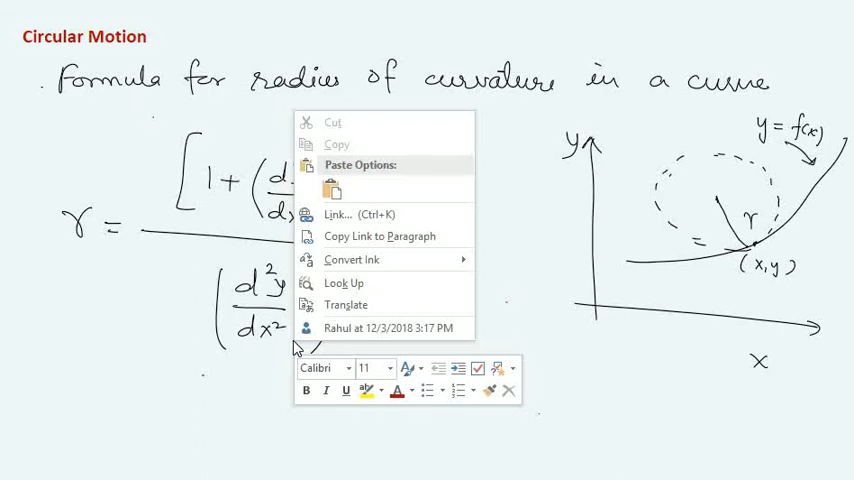 Circular Motion
Formula for radius of curvature in a curve
r =
[1 + (d
dx
(d²y
dx²
)
Cut
Copy
Paste Options:
Link... (Ctrl+K)
Copy Link to Paragraph
Convert Ink
Look Up
Translate
Rahul at 12/3/2018 3:17 PM
Calibri 11
B I U A
y
y = f(x)
r
(x,y)
x